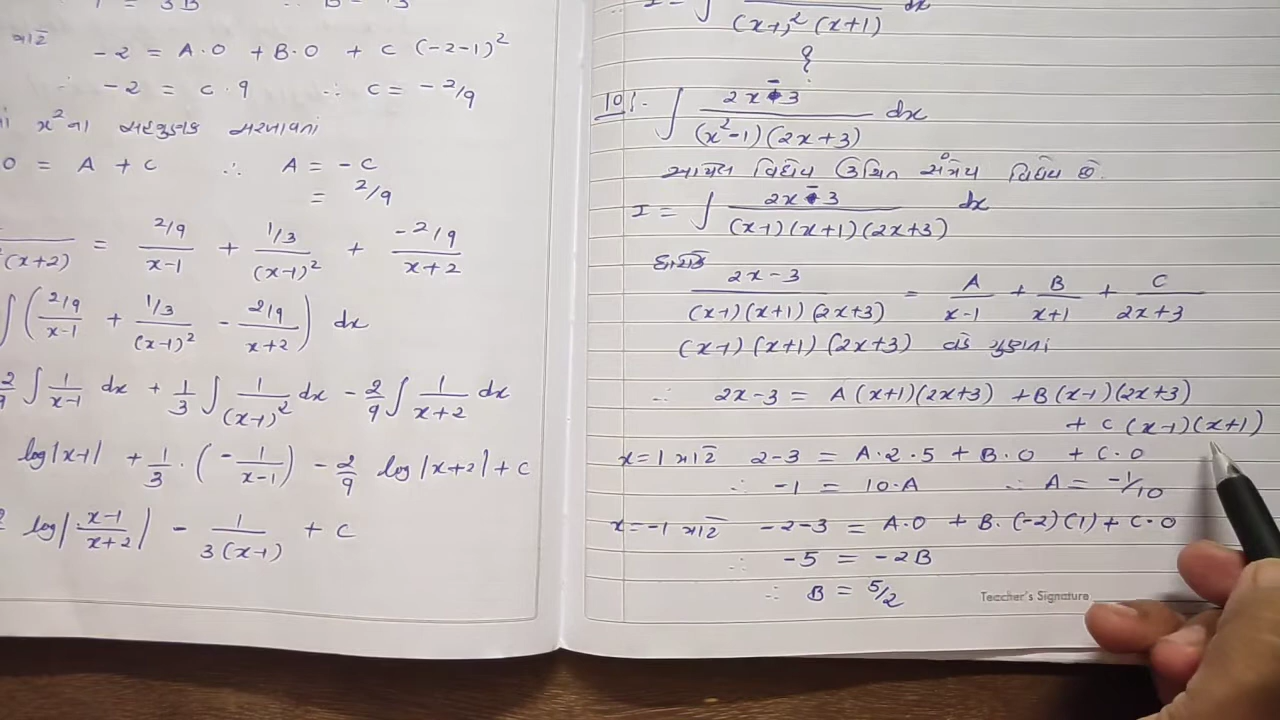 1 = 3B ∴ B = 1/3
માટે -2 = A·0 + B·0 + C (-2-1)²
∴ -2 = C·9 ∴ C = -2/9
x² ના સહગુણક સરખાવતાં
0 = A + C ∴ A = -C
= 2/9
(x+2) = 2/9 / x-1 + 1/3 / (x-1)² + -2/9 / x+2
∫ ( 2/9 / x-1 + 1/3 / (x-1)² - 2/9 / x+2 ) dx
2/9 ∫ 1/x-1 dx + 1/3 ∫ 1/(x-1)² dx - 2/9 ∫ 1/x+2 dx
log|x-1| + 1/3 · (- 1/x-1) - 2/9 log|x+2| + C
log| x-1/x+2 | - 1/3(x-1) + C
∴ I = ∫ / (x-1)² (x+1) dx
10). ∫ 2x-3 / (x²-1)(2x+3) dx
વિધેય ઉચિત સંમેય વિધેય છે.
I = ∫ 2x-3 / (x-1)(x+1)(2x+3) dx
ધારો કે
2x-3 / (x-1)(x+1)(2x+3) = A / x-1 + B / x+1 + C / 2x+3
(x-1)(x+1)(2x+3) વડે ગુણતાં
∴ 2x-3 = A(x+1)(2x+3) + B(x-1)(2x+3)
+ C (x-1)(x+1)
x=1 માટે 2-3 = A·2·5 + B·0 + C·0
∴ -1 = 10·A ∴ A = -1/10
x=-1 માટે -2-3 = A·0 + B·(-2)(1) + C·0
∴ -5 = -2B
∴ B = 5/2
Teacher's Signature